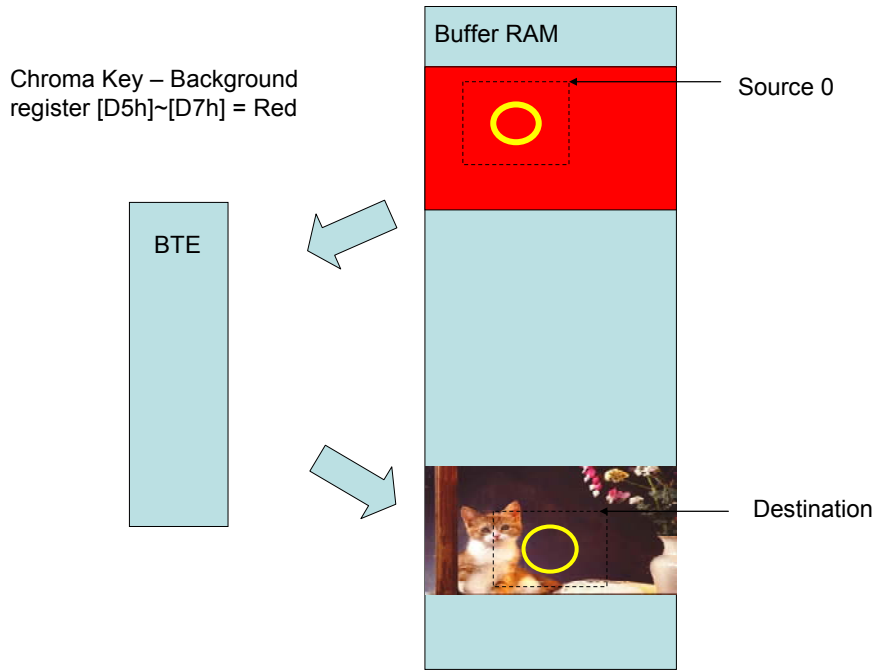 Buffer RAM
Chroma Key – Background
register [D5h]~[D7h] = Red
Source 0
BTE
Destination